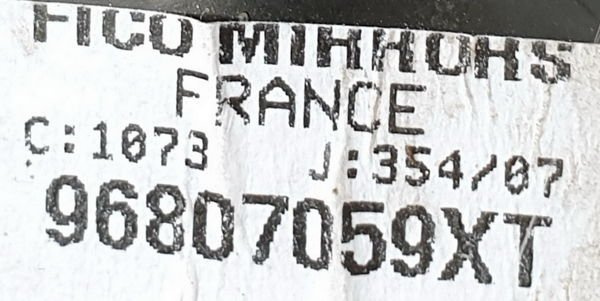 FICO MIRRORS
FRANCE
C:1073 J:354/07
96807059XT